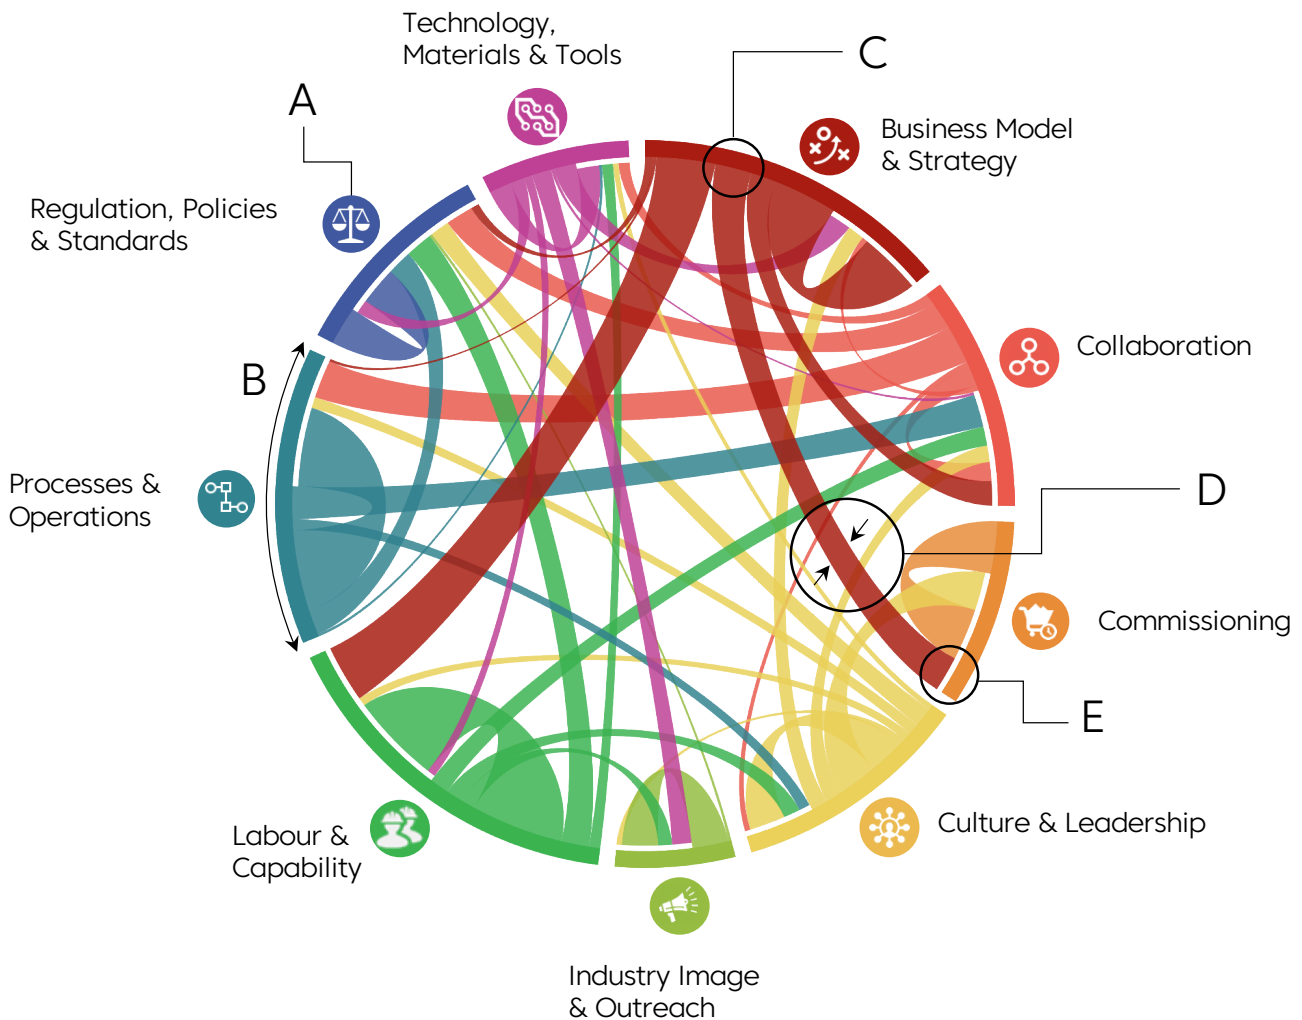 Technology,
Materials & Tools
C
A
Business Model
& Strategy
Regulation, Policies
& Standards
Collaboration
B
Processes &
Operations
D
Commissioning
E
Culture & Leadership
Labour &
Capability
Industry Image
& Outreach